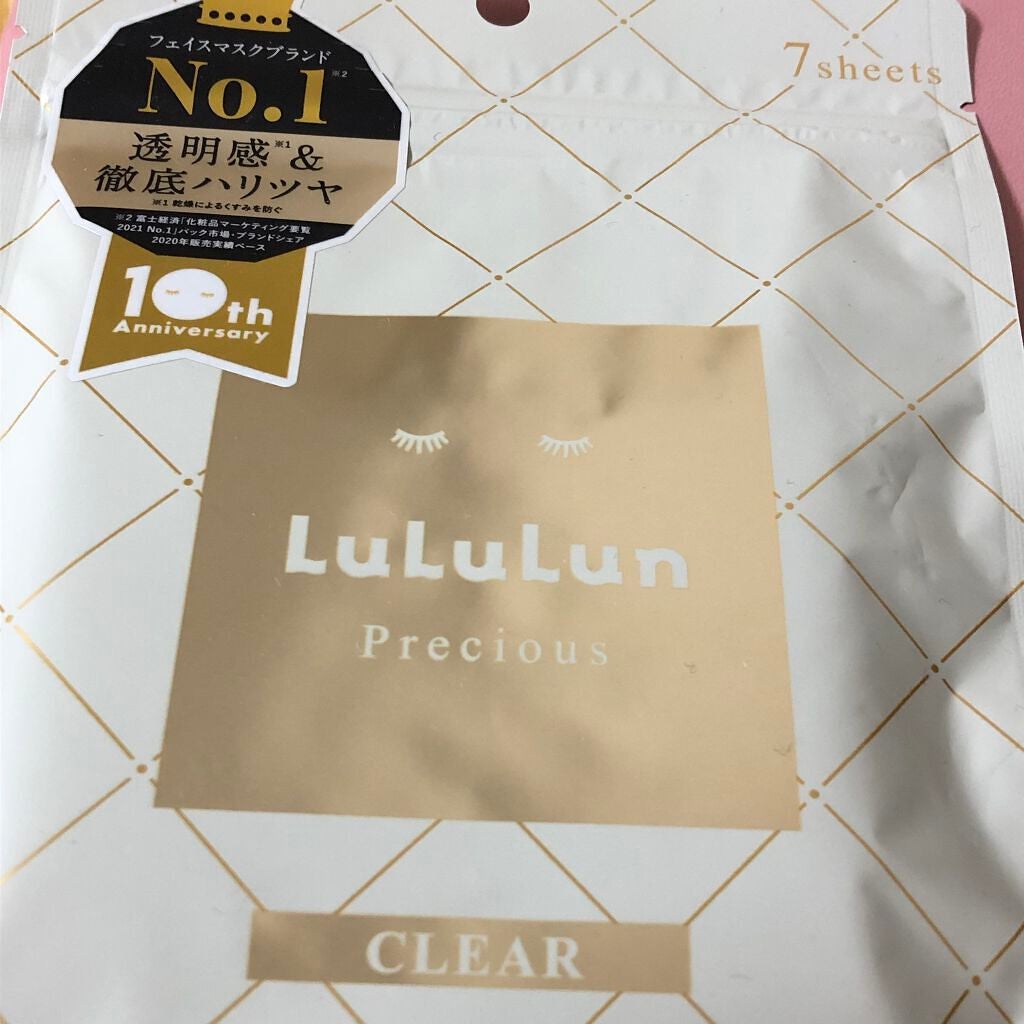 フェイスマスクブランド
No.1※2
透明感※1&
徹底ハリツヤ
※1 乾燥によるくすみを防ぐ
※2 富士経済「化粧品マーケティング要覧
2021 No.1」パック市場・ブランドシェア
2020年販売実績ベース
10th
Anniversary
7 sheets
LuLuLun
Precious
CLEAR